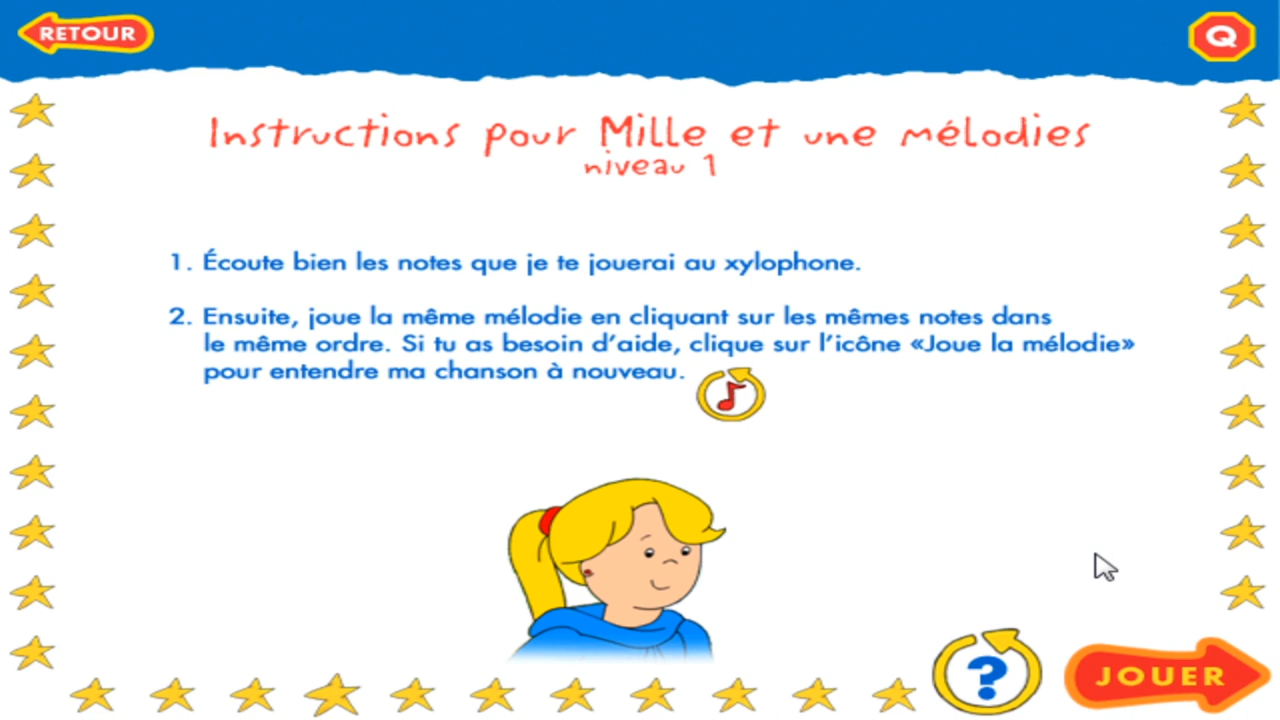 RETOUR
Q
Instructions pour Mille et une mélodies
niveau 1
1. Écoute bien les notes que je te jouerai au xylophone.
2. Ensuite, joue la même mélodie en cliquant sur les mêmes notes dans
le même ordre. Si tu as besoin d'aide, clique sur l'icône «Joue la mélodie»
pour entendre ma chanson à nouveau.
?
JOUER